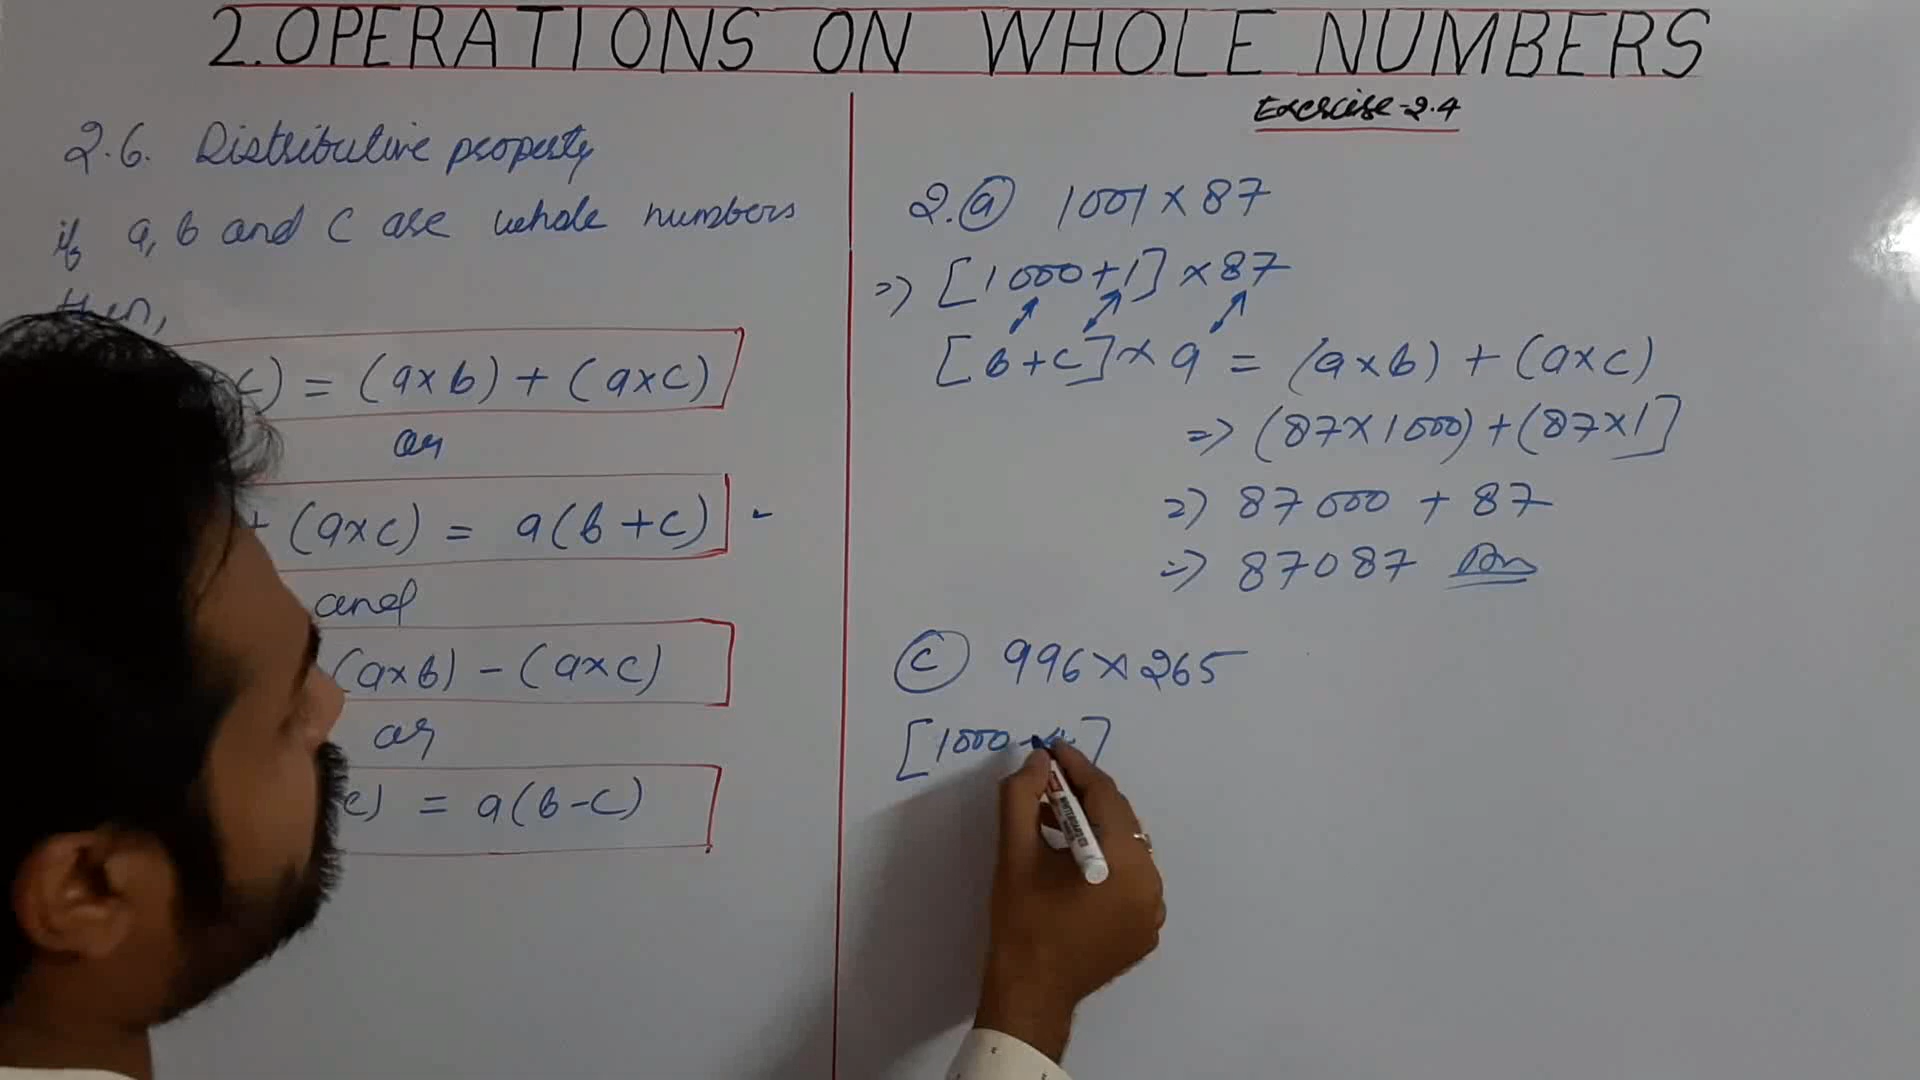 2.OPERATIONS ON WHOLE NUMBERS
2.6. Distributive property
if a, b and c are whole numbers
then,
c) = (a×b) + (a×c)
or
+ (a×c) = a(b+c)
and
(a×b) - (a×c)
or
c) = a(b-c)
Exercise-2.4
2.(a) 1001×87
=> [1000+1] ×87
[b+c]×a = (a×b) + (a×c)
=> (87×1000)+(87×1]
=> 87000 + 87
=> 87087 Ans
(c) 996×265
[1000 ]